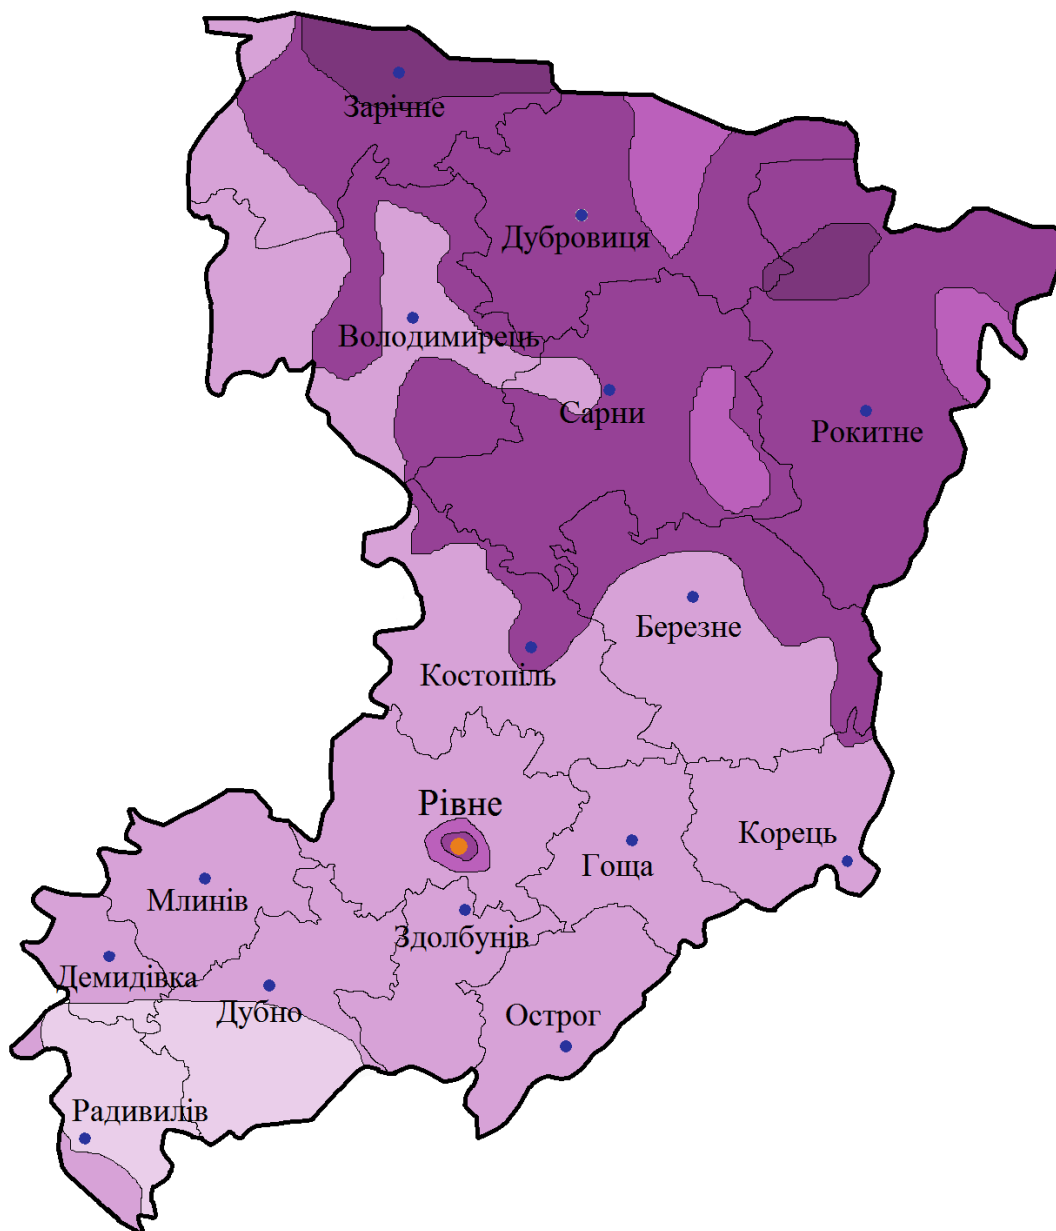 Зарічне
Дубровиця
Володимирець
Сарни
Рокитне
Березне
Костопіль
Рівне
Корець
Гоща
Млинів
Здолбунів
Демидівка
Дубно
Острог
Радивилів